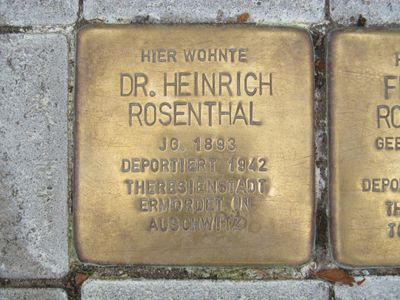 HIER WOHNTE
DR. HEINRICH
ROSENTHAL
JG. 1893
DEPORTIERT 1942
THERESIENSTADT
ERMORDET IN
AUSCHWITZ